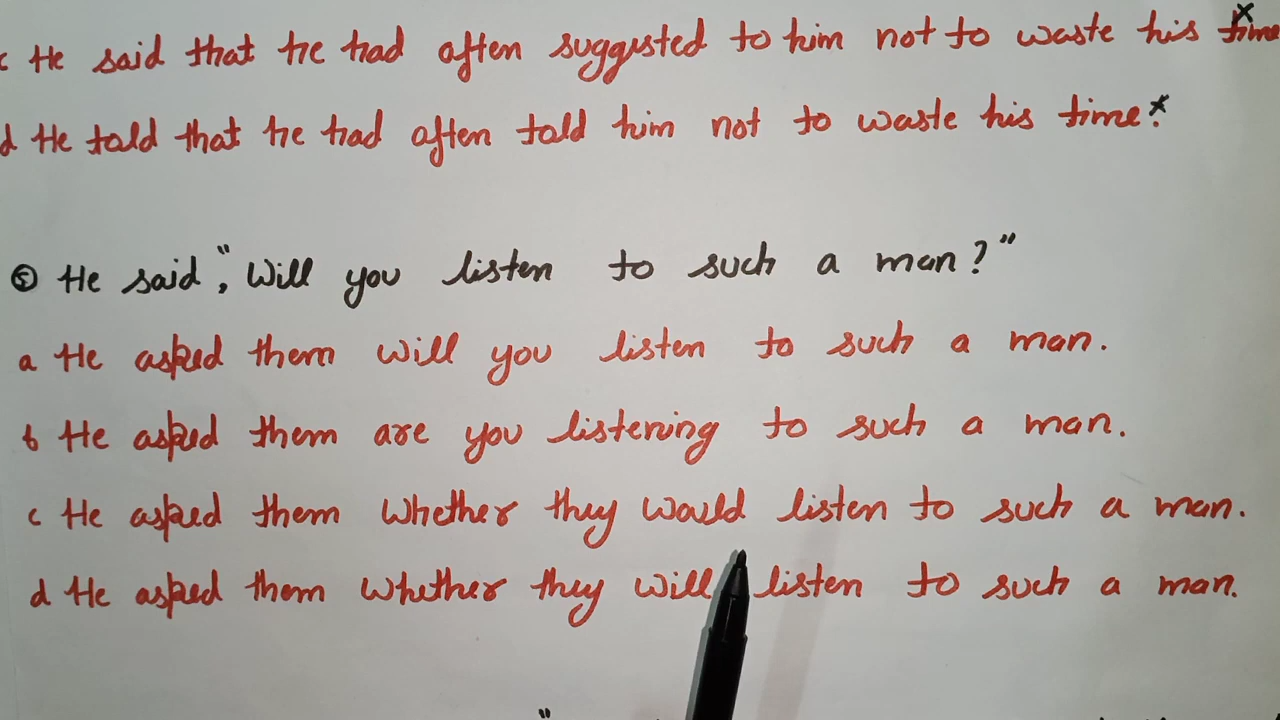 c He said that he had often suggested to him not to waste his time
d He told that he had often told him not to waste his time.
⑤ He said, "Will you listen to such a man?"
a He asked them will you listen to such a man.
b He asked them are you listening to such a man.
c He asked them whether they would listen to such a man.
d He asked them whether they will listen to such a man.